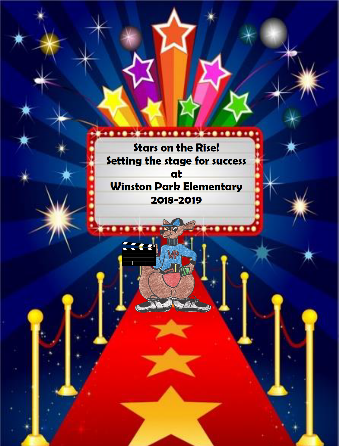 Stars on the Rise!
Setting the stage for success
at
Winston Park Elementary
2018-2019